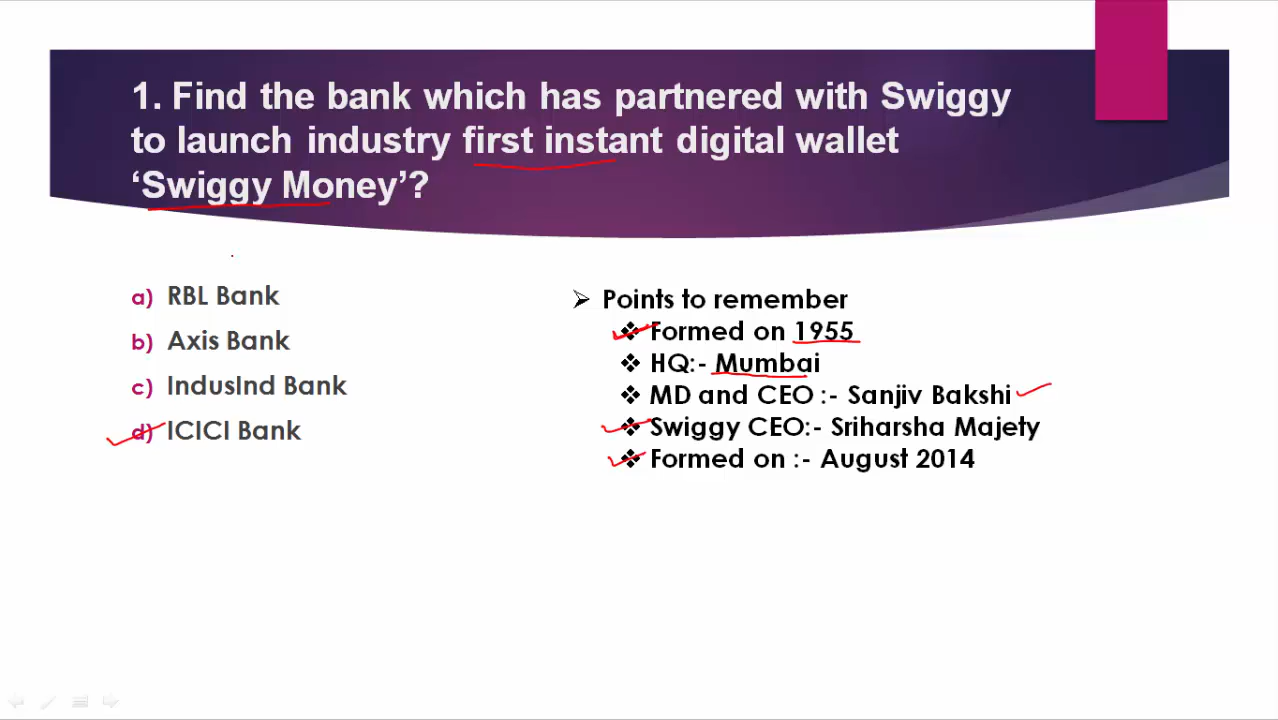 1. Find the bank which has partnered with Swiggy
to launch industry first instant digital wallet
‘Swiggy Money’?
a) RBL Bank
b) Axis Bank
c) IndusInd Bank
d) ICICI Bank
Points to remember
Formed on 1955
HQ:- Mumbai
MD and CEO :- Sanjiv Bakshi
Swiggy CEO:- Sriharsha Majety
Formed on :- August 2014